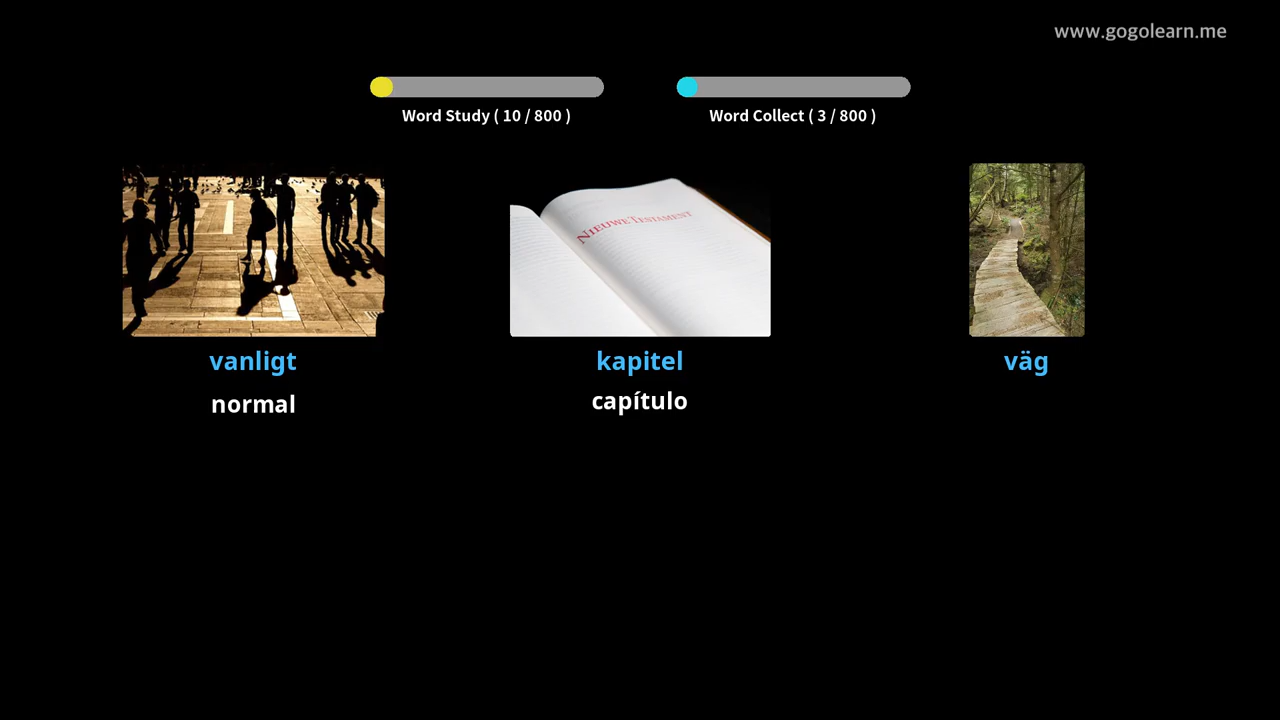 www.gogolearn.me
Word Study ( 10 / 800 )
Word Collect ( 3 / 800 )
NIEUWE TESTAMENT
vanligt
kapitel
väg
normal
capítulo